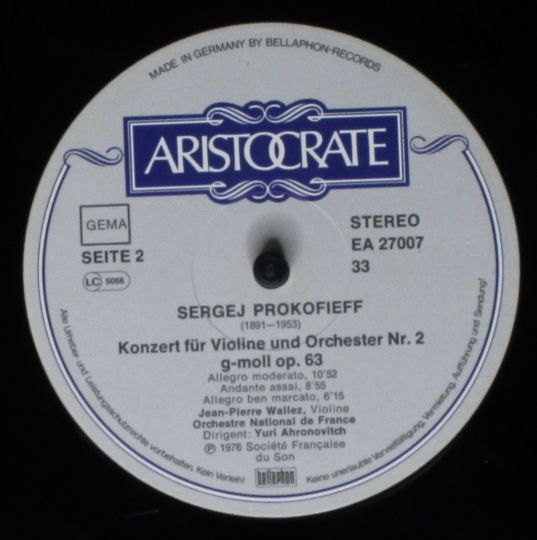 MADE IN GERMANY BY BELLAPHON-RECORDS
ARISTOCRATE
GEMA
SEITE 2
LC 5056
STEREO
EA 27007
33
SERGEJ PROKOFIEFF
(1891–1953)
Konzert für Violine und Orchester Nr. 2
g-moll op. 63
Allegro moderato, 10'52
Andante assai, 8'55
Allegro ben marcato, 6'15
Jean-Pierre Wallez, Violine
Orchestre National de France
Dirigent: Yuri Ahronovitch
℗ 1976 Société Française
du Son
bellaphon
Alle Urheber- und Leistungsschutzrechte vorbehalten. Kein Verleih! Keine unerlaubte Vervielfältigung, Vermietung, Aufführung und Sendung!